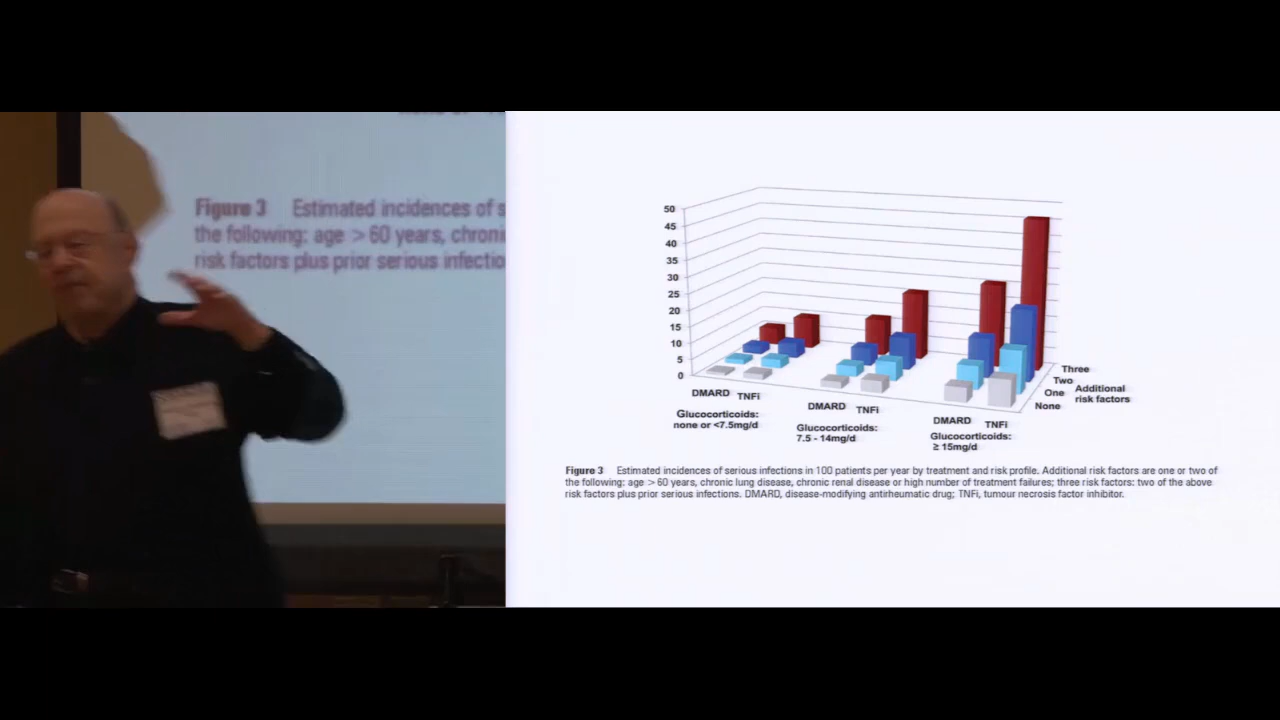 Figure 3 Estimated incidences of s
the following: age > 60 years, chroni
risk factors plus prior serious infectio
50
45
40
35
30
25
20
15
10
5
0
DMARD TNFi
DMARD TNFi
DMARD TNFi
Glucocorticoids:
none or <7.5mg/d
Glucocorticoids:
7.5 - 14mg/d
Glucocorticoids:
≥ 15mg/d
Three
Two
One
None
Additional
risk factors
Figure 3 Estimated incidences of serious infections in 100 patients per year by treatment and risk profile. Additional risk factors are one or two of
the following: age > 60 years, chronic lung disease, chronic renal disease or high number of treatment failures; three risk factors: two of the above
risk factors plus prior serious infections. DMARD, disease-modifying antirheumatic drug; TNFi, tumour necrosis factor inhibitor.